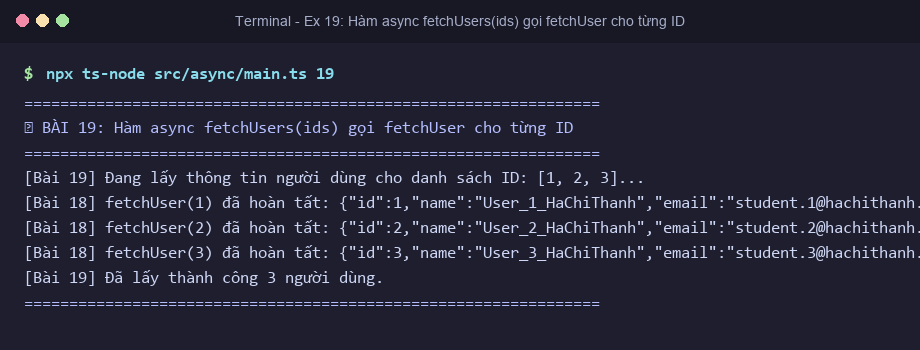 Terminal - Ex 19: Hàm async fetchUsers(ids) gọi fetchUser cho từng ID
$ npx ts-node src/async/main.ts 19
================================================================
BÀI 19: Hàm async fetchUsers(ids) gọi fetchUser cho từng ID
================================================================
[Bài 19] Đang lấy thông tin người dùng cho danh sách ID: [1, 2, 3]...
[Bài 18] fetchUser(1) đã hoàn tất: {"id":1,"name":"User_1_HaChiThanh","email":"student.1@hachithanh.
[Bài 18] fetchUser(2) đã hoàn tất: {"id":2,"name":"User_2_HaChiThanh","email":"student.2@hachithanh.
[Bài 18] fetchUser(3) đã hoàn tất: {"id":3,"name":"User_3_HaChiThanh","email":"student.3@hachithanh.
[Bài 19] Đã lấy thành công 3 người dùng.
================================================================